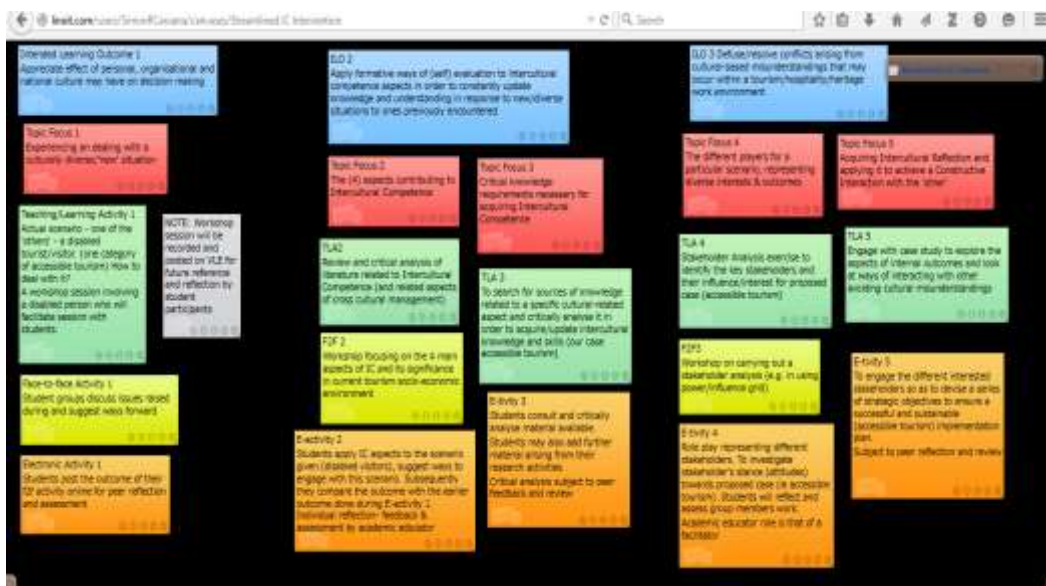 Search
Intended Learning Outcome 1
Appreciate effect of personal, organisational and
national culture may have on decision making
ILO 2
Apply formative ways of (self) evaluation to Intercultural
competence aspects in order to constantly update
knowledge and understanding in response to new/diverse
situations to ones previously encountered
ILO 3 Defuse/resolve conflicts arising from
cultural-based misunderstandings that may
occur within a tourism/hospitality/heritage
work environment
Topic Focus 1
Experiencing an dealing with a
culturally diverse/'new' situation
Topic Focus 2
The (4) aspects contributing to
Intercultural Competence
Topic Focus 3
Critical knowledge
requirements necessary for
acquiring Intercultural
Competence
Topic Focus 4
The different players for a
particular scenario, representing
diverse interests & outcomes
Topic Focus 5
Acquiring Intercultural Reflection and
applying it to achieve a Constructive
Interaction with the 'other'
Teaching/Learning Activity 1
Actual scenario - one of the
'others' - a disabled
tourist/visitor. (one category
of accessible tourism) How to
deal with it?
A workshop session involving
a disabled person who will
facilitate session with
students.
NOTE: Workshop
session will be
recorded and
posted on VLE for
future reference
and reflection by
student
participants
TLA2
Review and critical analysis of
literature related to Intercultural
Competence (and related aspects
of cross cultural management)
TLA 3
To search for sources of knowledge
related to a specific cultural-related
aspect and critically analyse it in
order to acquire/update intercultural
knowledge and skills (our case
accessible tourism)
TLA 4
Stakeholder Analysis exercise to
identify the key stakeholders and
their influence/interest for proposed
case (accessible tourism)
TLA 5
Engage with case study to explore the
aspects of internal outcomes and look
at ways of interacting with other
avoiding cultural misunderstandings
Face-to-face Activity 1
Student groups discuss issues raised
during and suggest ways forward
F2F 2
Workshop focusing on the 4 main
aspects of IC and its significance
in current tourism socio-economic
environment
F2F3
Workshop on carrying out a
stakeholder analysis (e.g. in using
power/influence grid).
Electronic Activity 1
Students post the outcome of their
f2f activity online for peer reflection
and assessment
E-activity 2
Students apply IC aspects to the scenario
given (disabled visitors), suggest ways to
engage with this scenario. Subsequently
they compare the outcome with the earlier
outcome done during E-activity 1
Individual reflection- feedback &
assessment by academic educator
E-tivity 3
Students consult and critically
analyse material available.
Students may also add further
material arising from their
research activities
Critical analysis subject to peer
feedback and review
E-tivity 4
Role play representing different
stakeholders. To investigate
stakeholder's stance (attitudes)
towards proposed case (ie accessible
tourism). Students will reflect and
assess group members work.
Academic educator role is that of a
facilitator
E-tivity 5
To engage the different interested
stakeholders so as to devise a series
of strategic objectives to ensure a
successful and sustainable
(accessible tourism) implementation
plan.
Subject to peer reflection and review